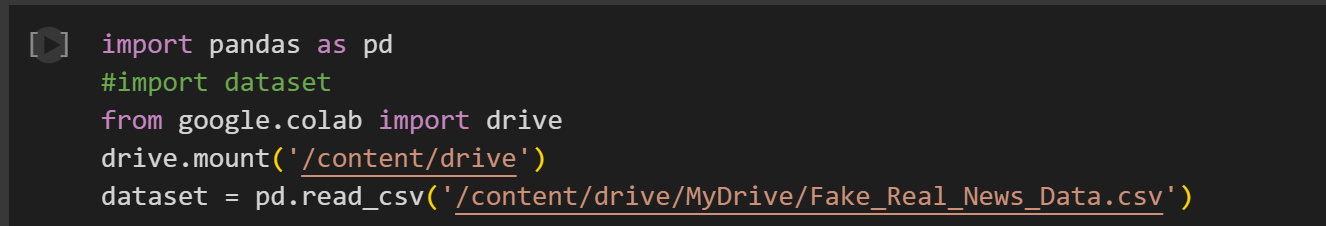 import pandas as pd
#import dataset
from google.colab import drive
drive.mount('/content/drive')
dataset = pd.read_csv('/content/drive/MyDrive/Fake_Real_News_Data.csv')